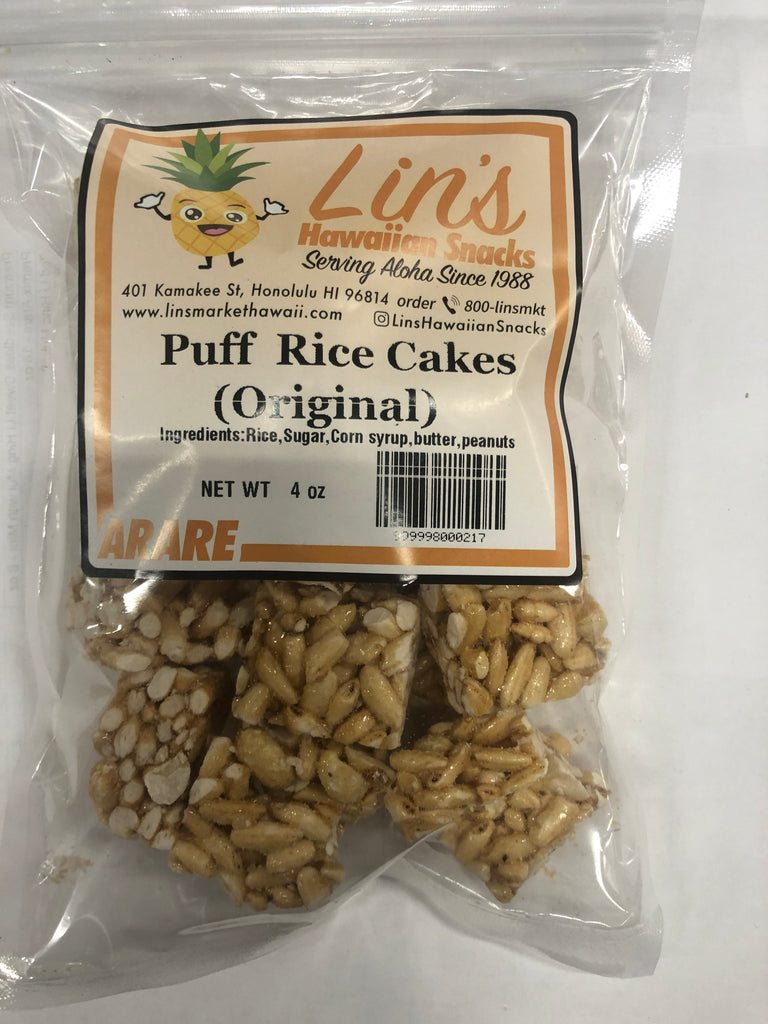 Lin's
Hawaiian Snacks
Serving Aloha Since 1988
401 Kamakee St, Honolulu HI 96814 order 800-linsmkt
www.linsmarkethawaii.com LinsHawaiianSnacks
Puff Rice Cakes
(Original)
Ingredients:Rice,Sugar,Corn syrup,butter,peanuts
NET WT 4 oz
809998000217
ARARE